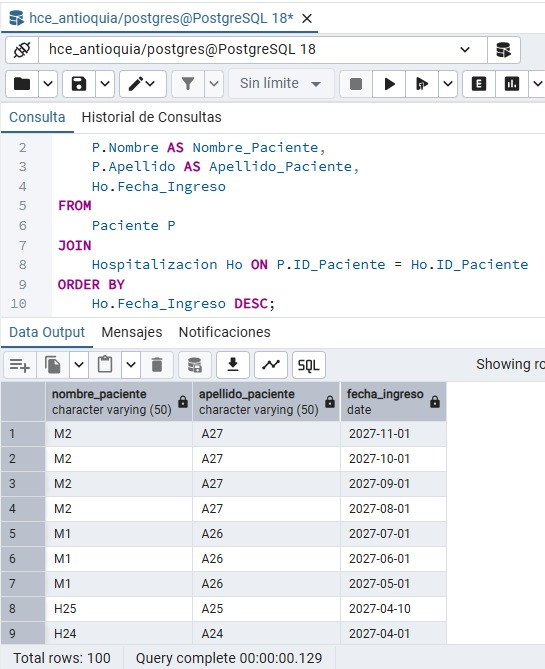 hce_antioquia/postgres@PostgreSQL 18* ×
hce_antioquia/postgres@PostgreSQL 18
Sin límite
E
Consulta Historial de Consultas
2 P.Nombre AS Nombre_Paciente,
3 P.Apellido AS Apellido_Paciente,
4 Ho.Fecha_Ingreso
5 FROM
6 Paciente P
7 JOIN
8 Hospitalizacion Ho ON P.ID_Paciente = Ho.ID_Paciente
9 ORDER BY
10 Ho.Fecha_Ingreso DESC;
Data Output Mensajes Notificaciones
SQL Showing ro
nombre_paciente apellido_paciente fecha_ingreso
character varying (50) character varying (50) date
1 M2 A27 2027-11-01
2 M2 A27 2027-10-01
3 M2 A27 2027-09-01
4 M2 A27 2027-08-01
5 M1 A26 2027-07-01
6 M1 A26 2027-06-01
7 M1 A26 2027-05-01
8 H25 A25 2027-04-10
9 H24 A24 2027-04-01
Total rows: 100 Query complete 00:00:00.129